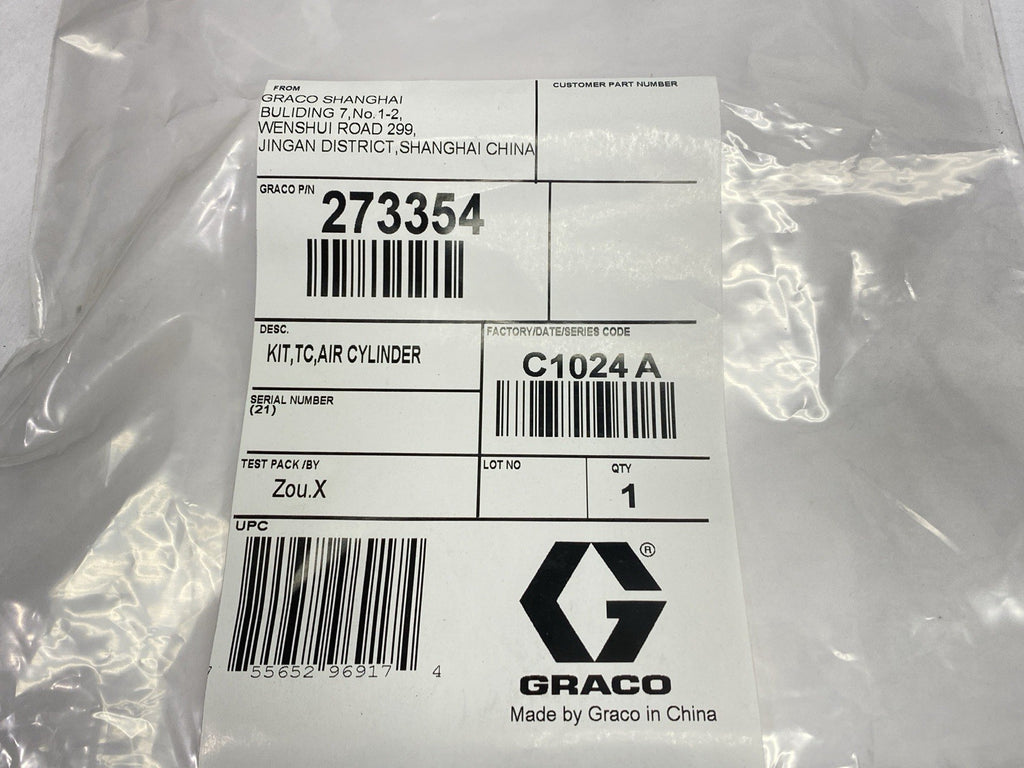 FROM
GRACO SHANGHAI
BULIDING 7,No.1-2,
WENSHUI ROAD 299,
JINGAN DISTRICT,SHANGHAI CHINA
CUSTOMER PART NUMBER
GRACO P/N
273354
DESC.
KIT,TC,AIR CYLINDER
FACTORY/DATE/SERIES CODE
C1024 A
SERIAL NUMBER
(21)
TEST PACK /BY
Zou.X
LOT NO
QTY
1
UPC
7 55652 96917 4
®
GRACO
Made by Graco in China